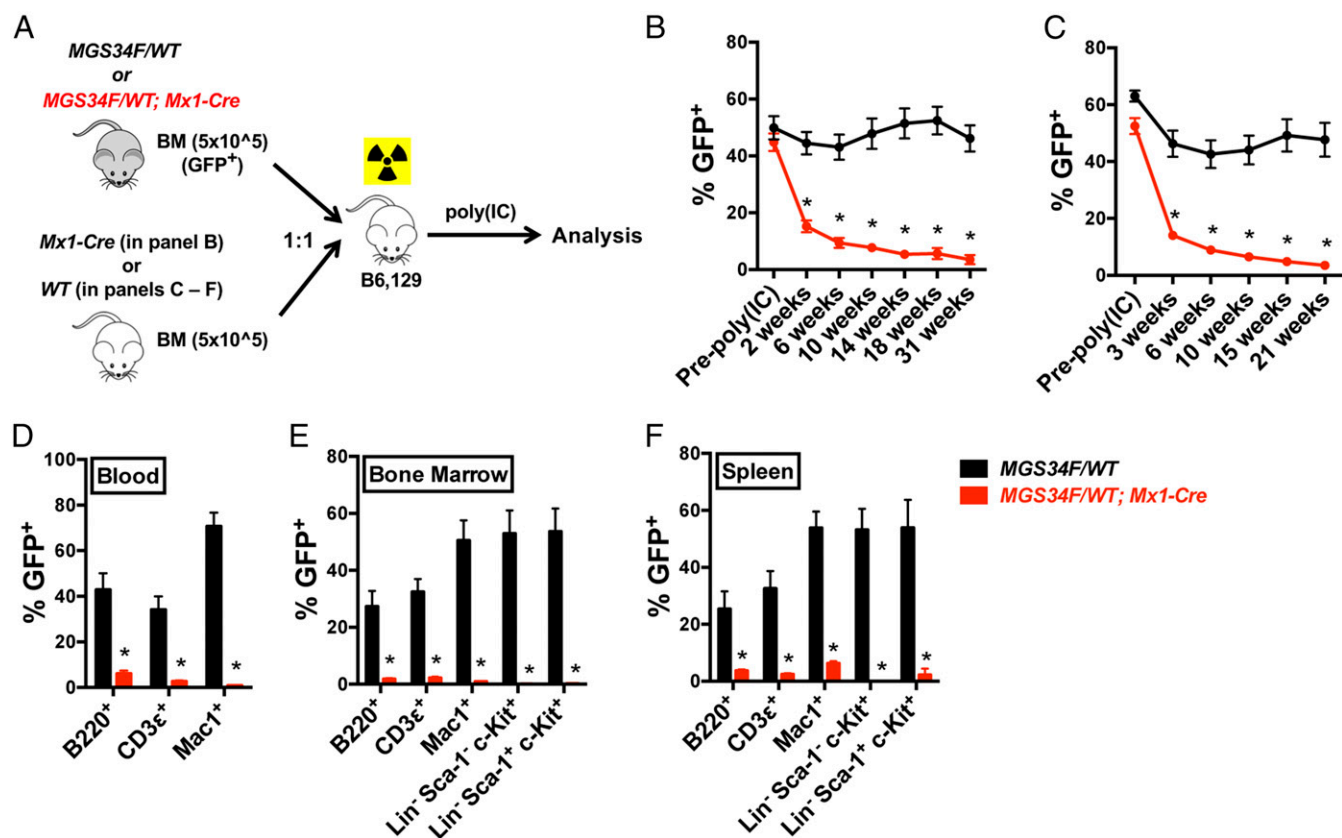 A
MGS34F/WT
or
MGS34F/WT; Mx1-Cre
BM (5x10^5)
(GFP+)
Mx1-Cre (in panel B)
or
WT (in panels C – F)
BM (5x10^5)
1:1
B6,129
poly(IC)
Analysis
B
% GFP+
80
60
40
20
0
* * * * * *
Pre-poly(IC)
2 weeks
6 weeks
10 weeks
14 weeks
18 weeks
31 weeks
C
% GFP+
80
60
40
20
0
* * * * *
Pre-poly(IC)
3 weeks
6 weeks
10 weeks
15 weeks
21 weeks
D
Blood
% GFP+
100
80
60
40
20
0
* * *
B220+
CD3ε+
Mac1+
E
Bone Marrow
% GFP+
80
60
40
20
0
* * * * *
B220+
CD3ε+
Mac1+
Lin- Sca-1- c-Kit+
Lin- Sca-1+ c-Kit+
F
Spleen
% GFP+
80
60
40
20
0
* * * * *
B220+
CD3ε+
Mac1+
Lin- Sca-1- c-Kit+
Lin- Sca-1+ c-Kit+
MGS34F/WT
MGS34F/WT; Mx1-Cre